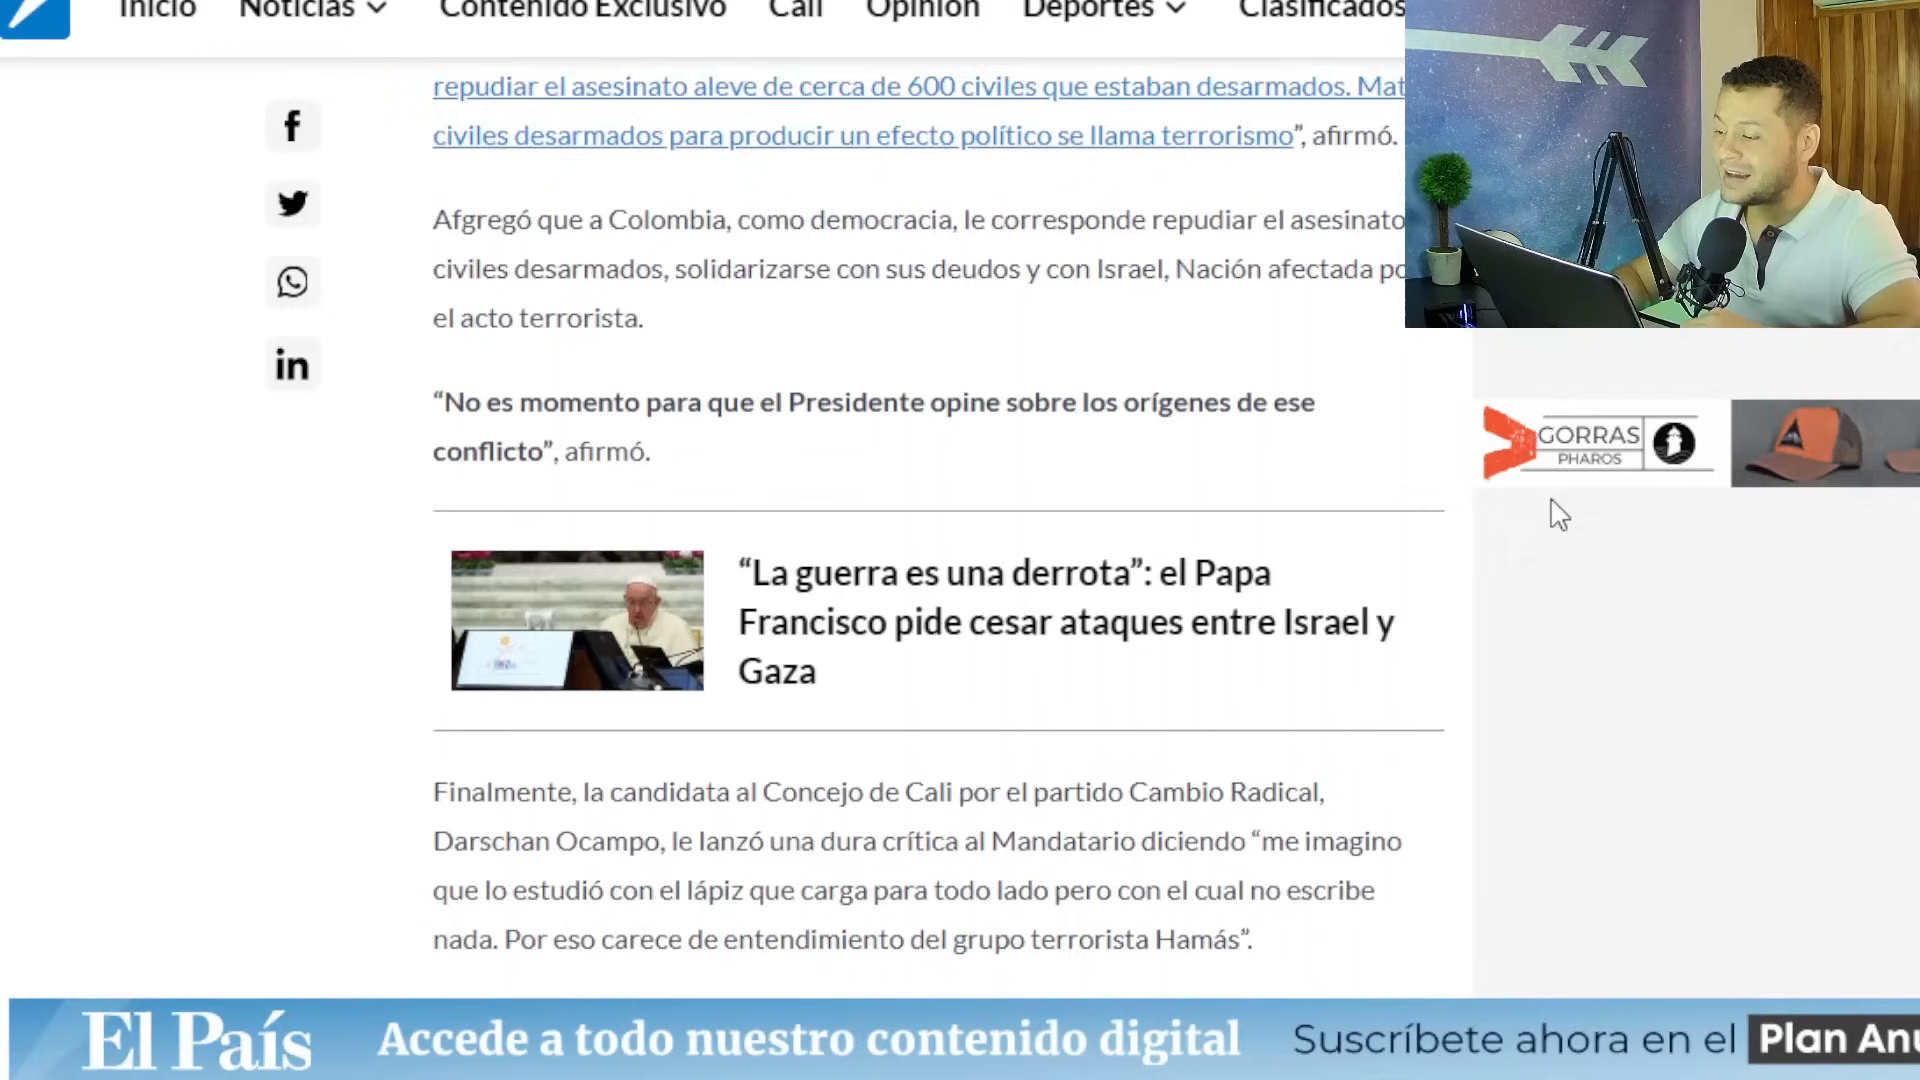 Inicio Noticias Contenido Exclusivo Cali Opinión Deportes Clasificados
repudiar el asesinato aleve de cerca de 600 civiles que estaban desarmados. Mat
civiles desarmados para producir un efecto político se llama terrorismo”, afirmó.
Afgregó que a Colombia, como democracia, le corresponde repudiar el asesinato
civiles desarmados, solidarizarse con sus deudos y con Israel, Nación afectada po
el acto terrorista.
“No es momento para que el Presidente opine sobre los orígenes de ese
conflicto”, afirmó.
GORRAS
PHAROS
“La guerra es una derrota”: el Papa
Francisco pide cesar ataques entre Israel y
Gaza
Finalmente, la candidata al Concejo de Cali por el partido Cambio Radical,
Darschan Ocampo, le lanzó una dura crítica al Mandatario diciendo “me imagino
que lo estudió con el lápiz que carga para todo lado pero con el cual no escribe
nada. Por eso carece de entendimiento del grupo terrorista Hamás”.
El País Accede a todo nuestro contenido digital Suscríbete ahora en el Plan Anu